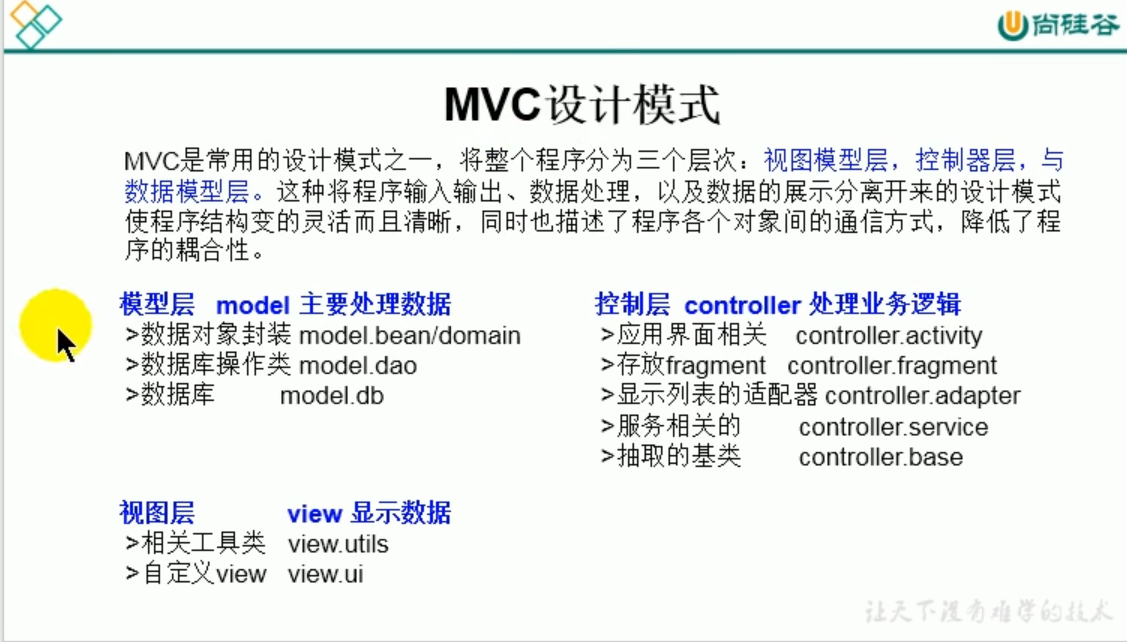 尚硅谷
MVC设计模式
MVC是常用的设计模式之一，将整个程序分为三个层次：视图模型层，控制器层，与
数据模型层。这种将程序输入输出、数据处理，以及数据的展示分离开来的设计模式
使程序结构变的灵活而且清晰，同时也描述了程序各个对象间的通信方式，降低了程
序的耦合性。
模型层 model 主要处理数据
>数据对象封装 model.bean/domain
>数据库操作类 model.dao
>数据库 model.db
控制层 controller 处理业务逻辑
>应用界面相关 controller.activity
>存放fragment controller.fragment
>显示列表的适配器 controller.adapter
>服务相关的 controller.service
>抽取的基类 controller.base
视图层 view 显示数据
>相关工具类 view.utils
>自定义view view.ui
让天下没有难学的技术